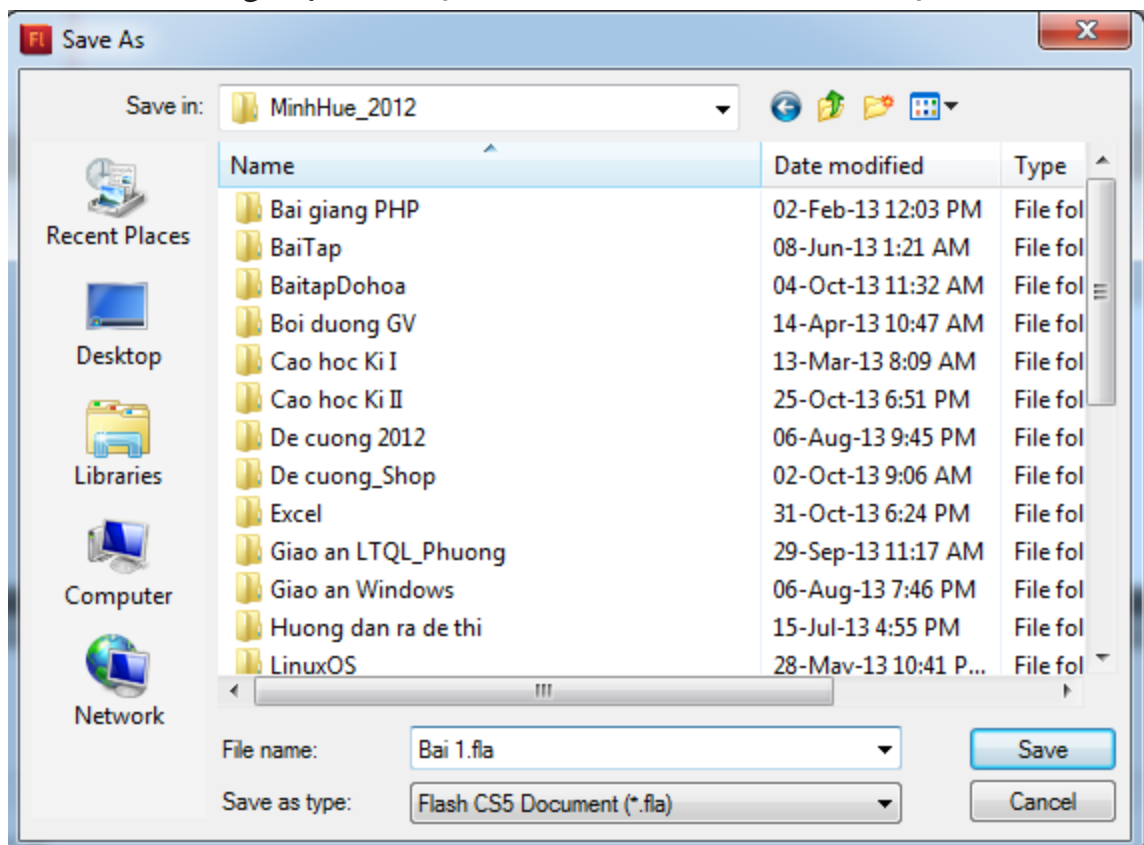 Fl Save As
Save in: MinhHue_2012
Name Date modified Type
Bai giang PHP 02-Feb-13 12:03 PM File fol
BaiTap 08-Jun-13 1:21 AM File fol
BaitapDohoa 04-Oct-13 11:32 AM File fol
Boi duong GV 14-Apr-13 10:47 AM File fol
Cao hoc Ki I 13-Mar-13 8:09 AM File fol
Cao hoc Ki II 25-Oct-13 6:51 PM File fol
De cuong 2012 06-Aug-13 9:45 PM File fol
De cuong_Shop 02-Oct-13 9:06 AM File fol
Excel 31-Oct-13 6:24 PM File fol
Giao an LTQL_Phuong 29-Sep-13 11:17 AM File fol
Giao an Windows 06-Aug-13 7:46 PM File fol
Huong dan ra de thi 15-Jul-13 4:55 PM File fol
LinuxOS 28-May-13 10:41 P... File fol
Recent Places
Desktop
Libraries
Computer
Network
File name: Bai 1.fla Save
Save as type: Flash CS5 Document (*.fla) Cancel